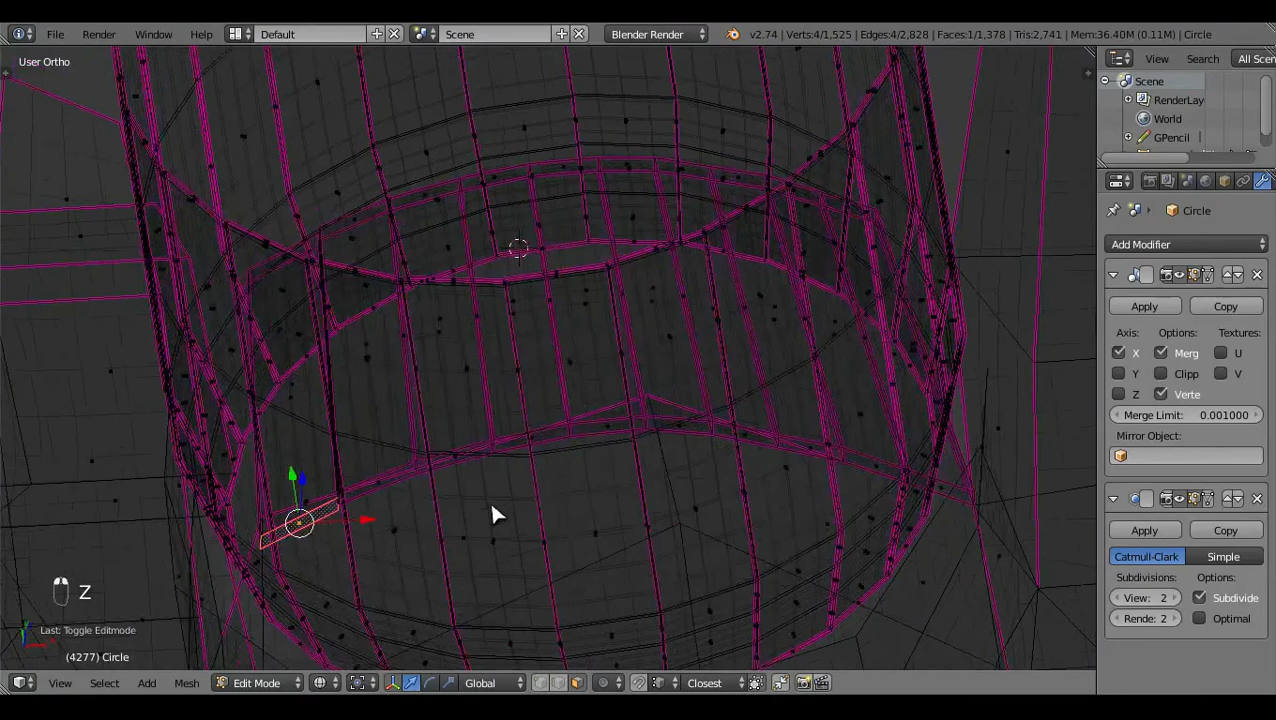 File Render Window Help Default Scene Blender Render v2.74 | Verts:4/1,525 | Edges:4/2,828 | Faces:1/1,378 | Tris:2,741 | Mem:36.40M (0.11M) | Circle
User Ortho
View Search All Scen
Scene
RenderLay
World
GPencil
Circle
Add Modifier
Apply Copy
Axis: Options: Textures:
X Merg U
Y Clipp V
Z Verte
Merge Limit: 0.001000
Mirror Object:
Apply Copy
Catmull-Clark Simple
Subdivisions: Options:
View: 2 Subdivide
Rende: 2 Optimal
Z
Last: Toggle Editmode
(4277) Circle
View Select Add Mesh Edit Mode Global Closest